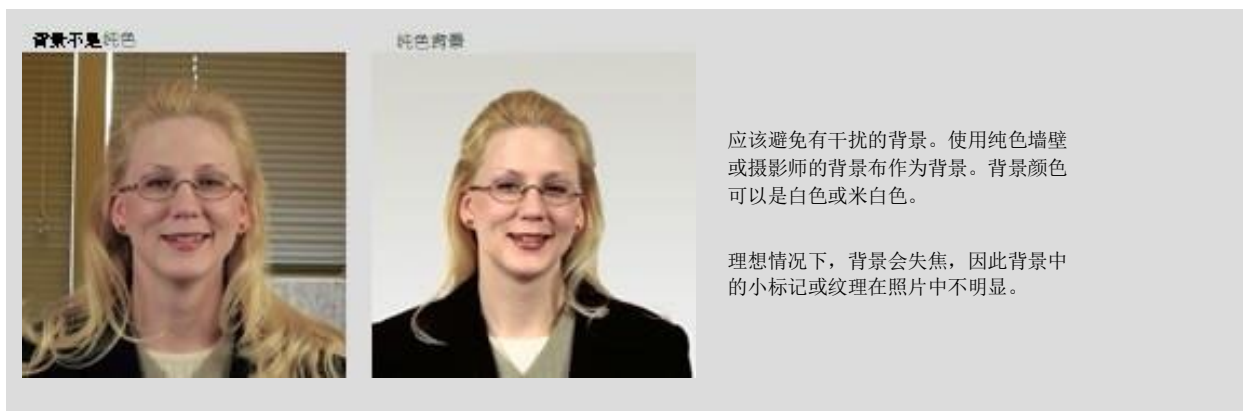 背景不是纯色
纯色背景
应该避免有干扰的背景。使用纯色墙壁
或摄影师的背景布作为背景。背景颜色
可以是白色或米白色。
理想情况下，背景会失焦，因此背景中
的小标记或纹理在照片中不明显。